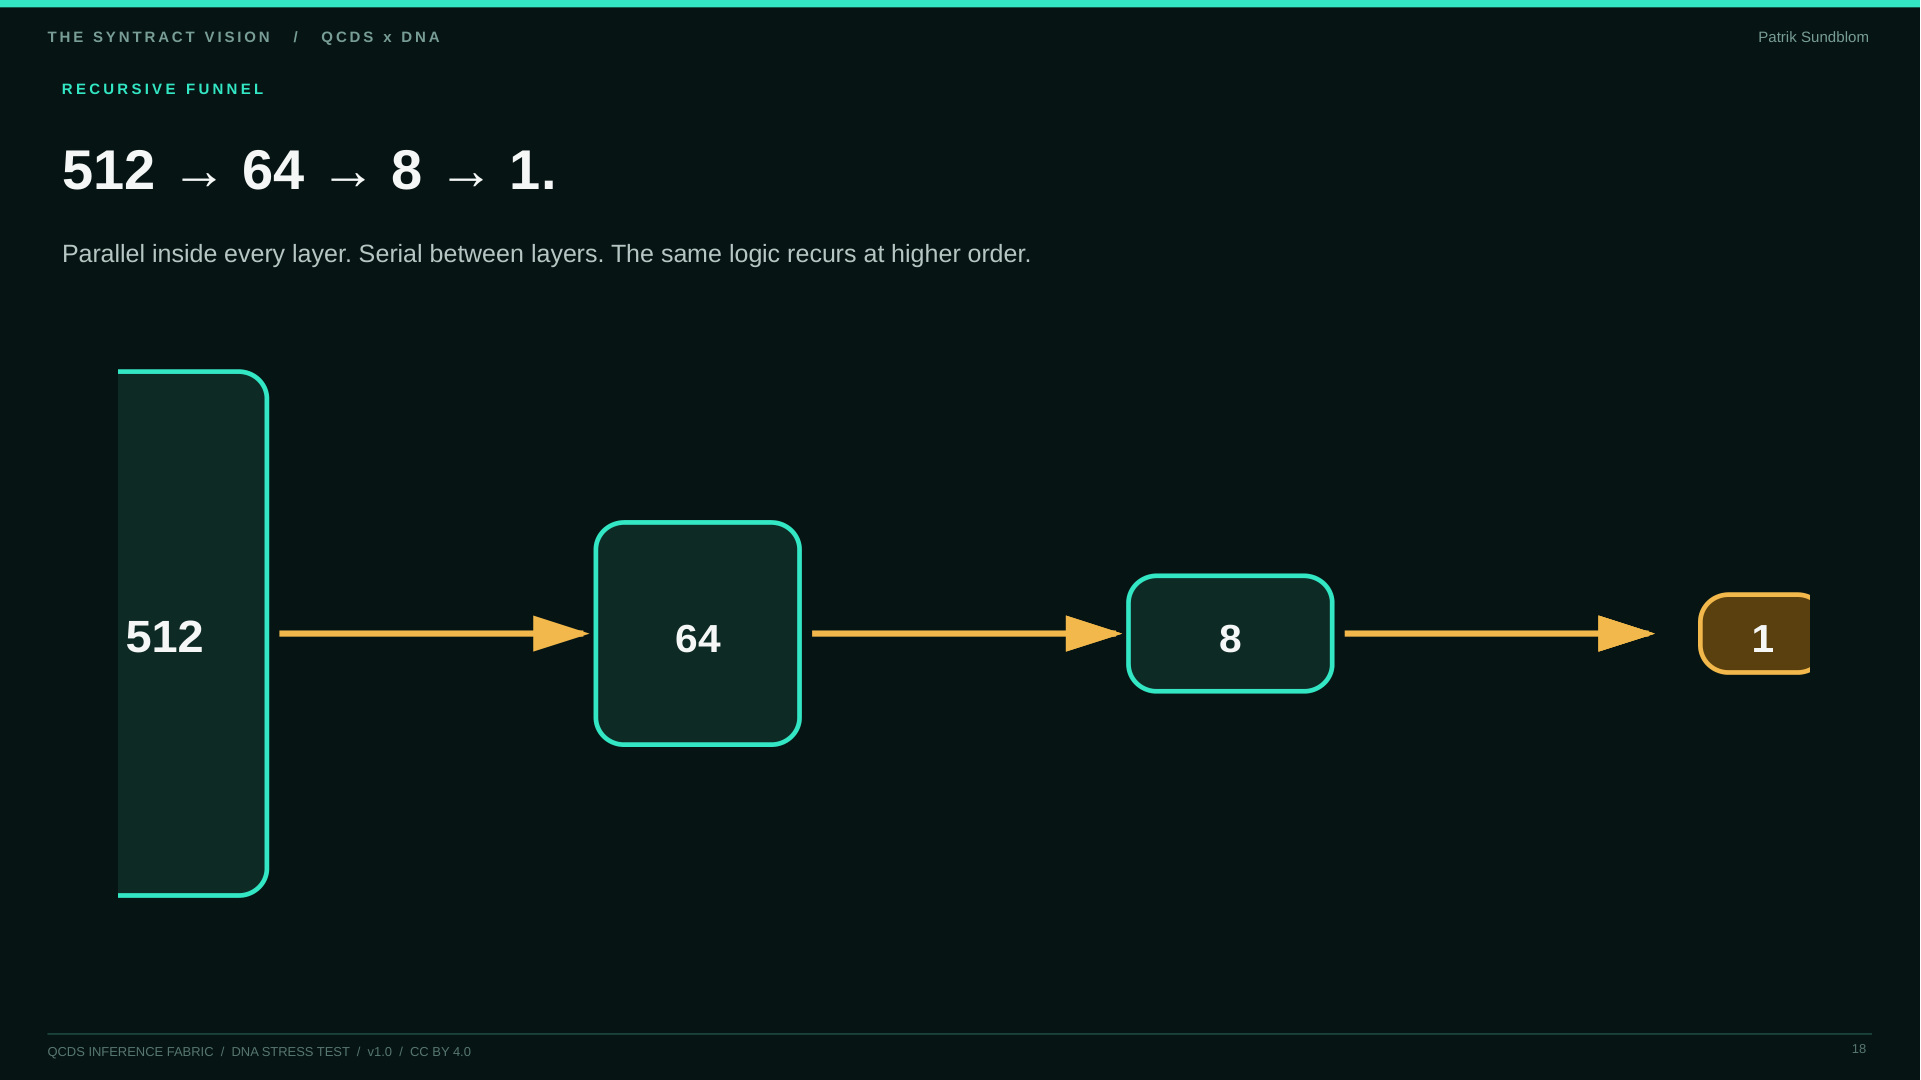 THE SYNTRACT VISION / QCDS x DNA
Patrik Sundblom
RECURSIVE FUNNEL
512 → 64 → 8 → 1.
Parallel inside every layer. Serial between layers. The same logic recurs at higher order.
512
64
8
1
QCDS INFERENCE FABRIC / DNA STRESS TEST / v1.0 / CC BY 4.0
18